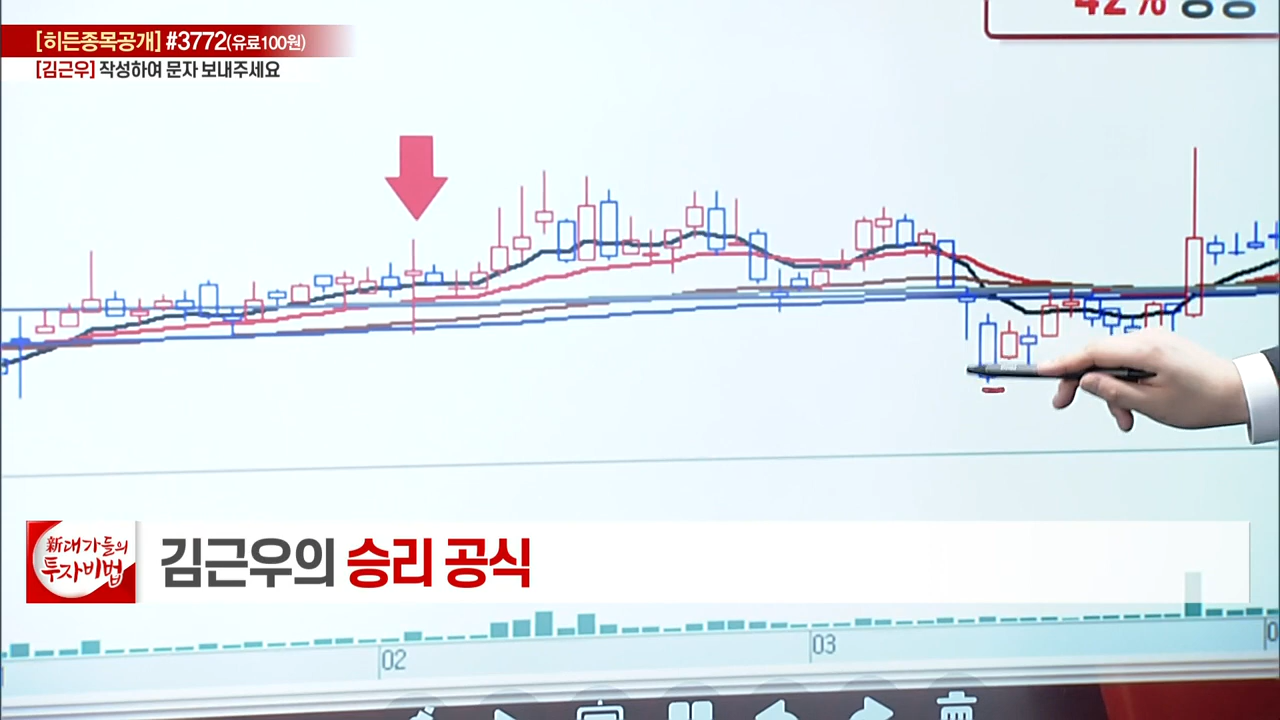 [히든종목공개] #3772(유료100원)
[김근우] 작성하여 문자 보내주세요
42%
新대가들의
투자비법
김근우의 승리 공식
02
03